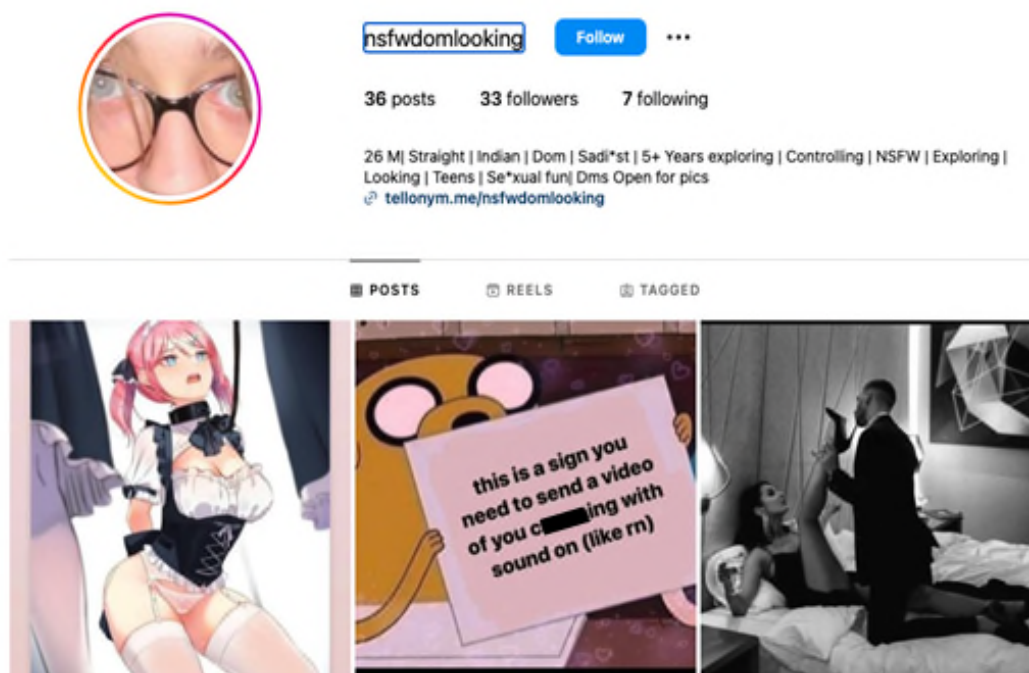 nsfwdomlooking
Follow
36 posts 33 followers 7 following
26 M| Straight | Indian | Dom | Sadi*st | 5+ Years exploring | Controlling | NSFW | Exploring |
Looking | Teens | Se*xual fun| Dms Open for pics
tellonym.me/nsfwdomlooking
POSTS REELS TAGGED
this is a sign you
need to send a video
of you c ing with
sound on (like rn)